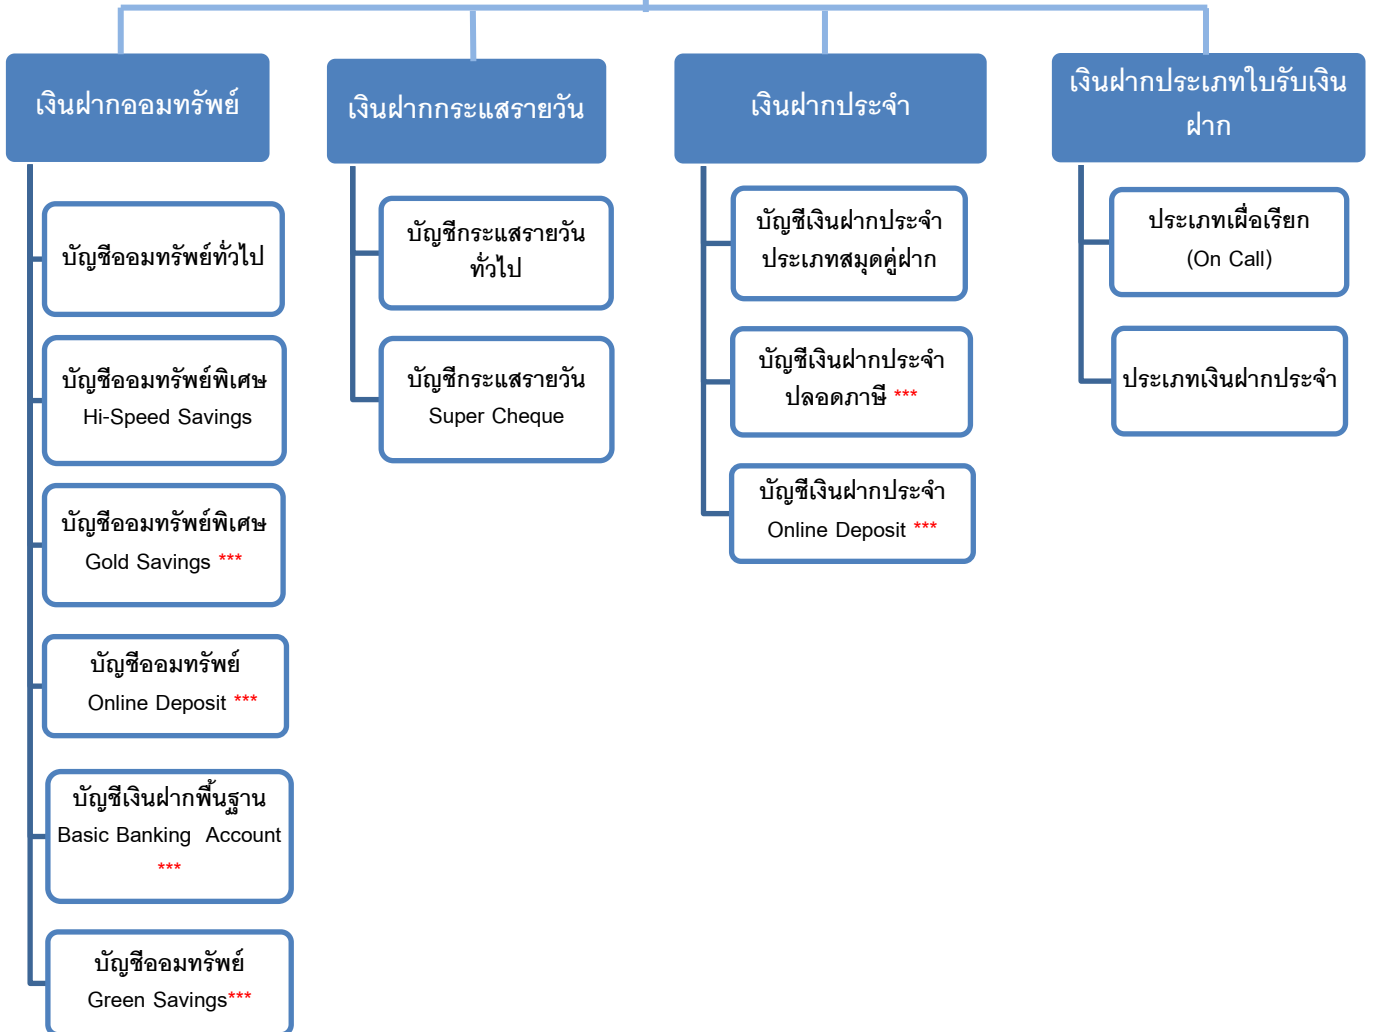 เงินฝากออมทรัพย์
บัญชีออมทรัพย์ทั่วไป
บัญชีออมทรัพย์พิเศษ
Hi-Speed Savings
บัญชีออมทรัพย์พิเศษ
Gold Savings ***
บัญชีออมทรัพย์
Online Deposit ***
บัญชีเงินฝากพื้นฐาน
Basic Banking Account
***
บัญชีออมทรัพย์
Green Savings***
เงินฝากกระแสรายวัน
บัญชีกระแสรายวัน
ทั่วไป
บัญชีกระแสรายวัน
Super Cheque
เงินฝากประจำ
บัญชีเงินฝากประจำ
ประเภทสมุดคู่ฝาก
บัญชีเงินฝากประจำ
ปลอดภาษี ***
บัญชีเงินฝากประจำ
Online Deposit ***
เงินฝากประเภทใบรับเงิน
ฝาก
ประเภทเผื่อเรียก
(On Call)
ประเภทเงินฝากประจำ